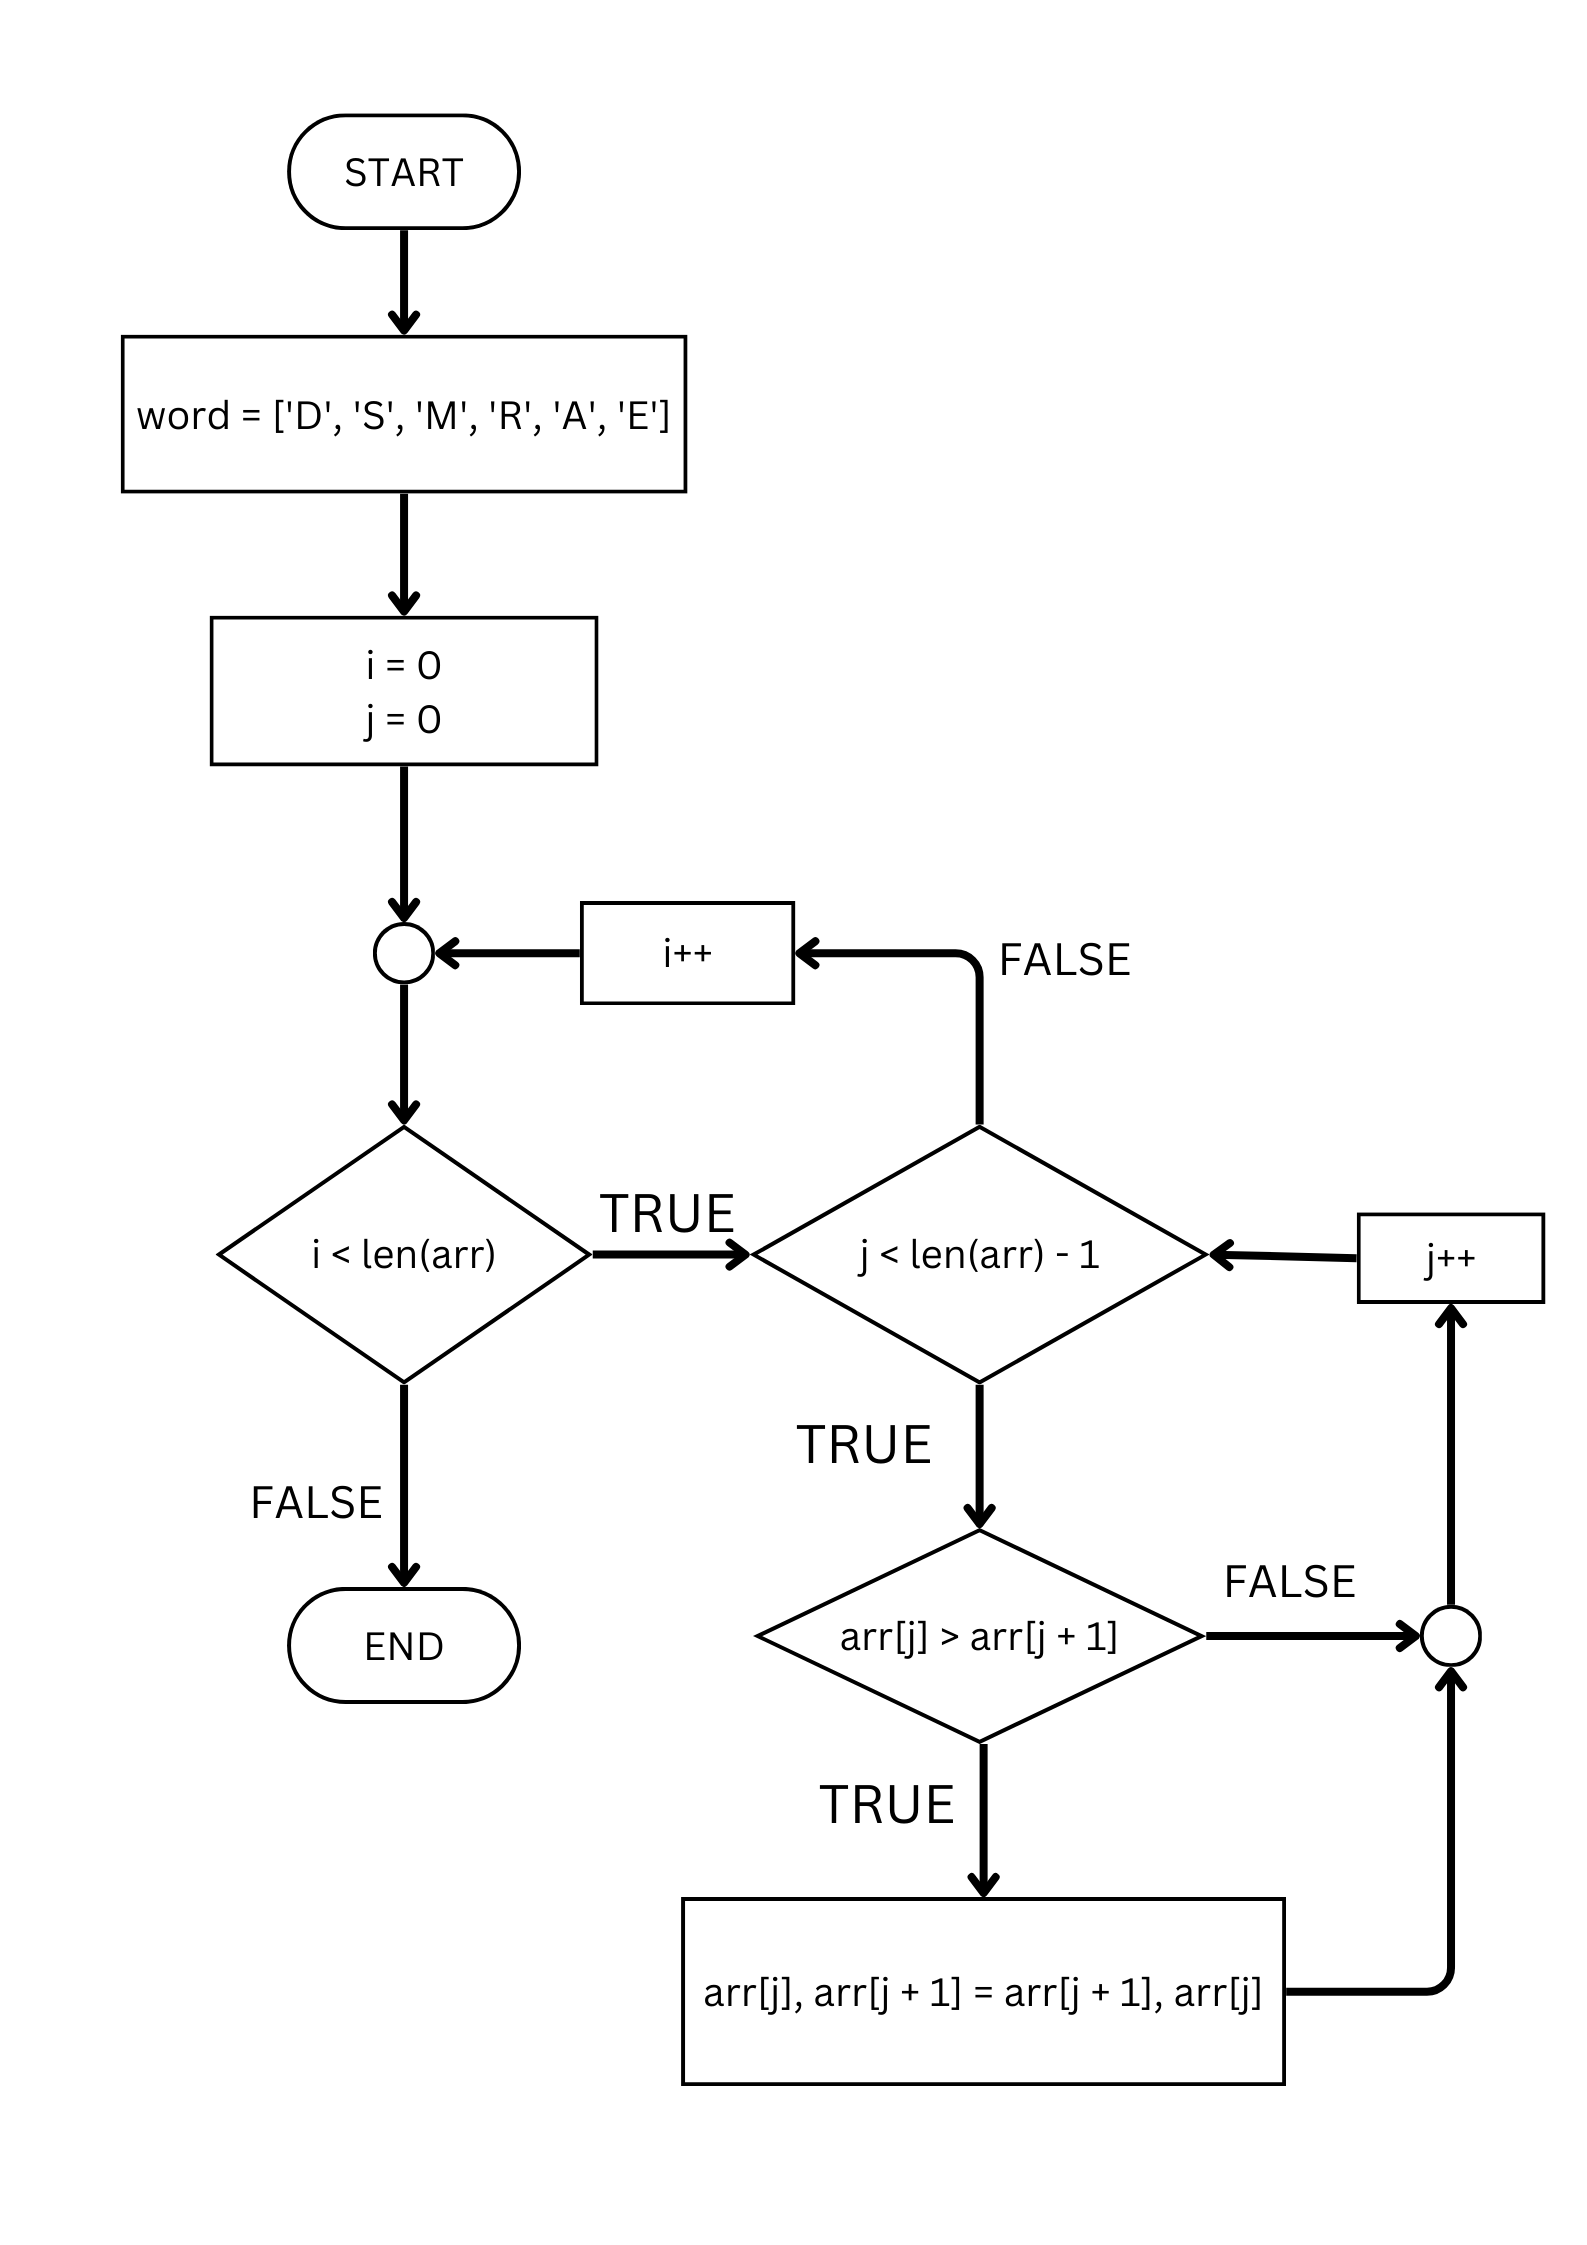 START
word = ['D', 'S', 'M', 'R', 'A', 'E']
i = 0
j = 0
i++
FALSE
i < len(arr)
TRUE
j < len(arr) - 1
j++
TRUE
FALSE
END
arr[j] > arr[j + 1]
FALSE
TRUE
arr[j], arr[j + 1] = arr[j + 1], arr[j]